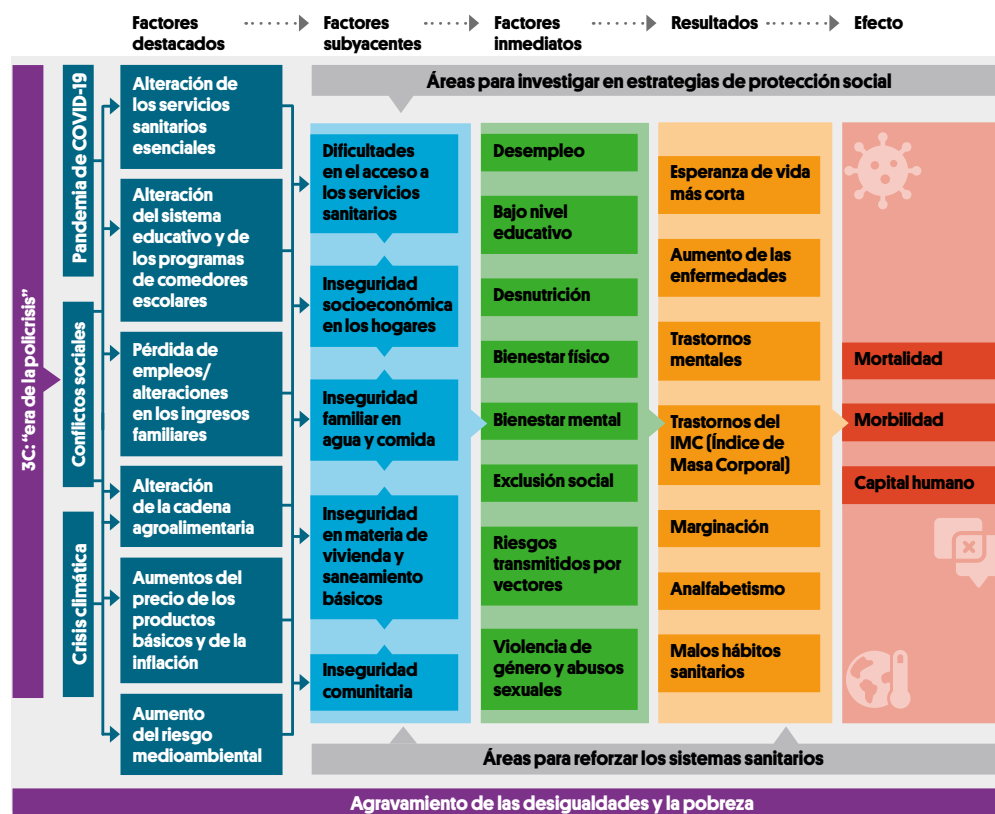 Factores
destacados
Factores
subyacentes
Factores
inmediatos
Resultados
Efecto
3C: “era de la policrisis”
Pandemia de COVID-19
Conflictos sociales
Crisis climática
Alteración de
los servicios
sanitarios
esenciales
Alteración
del sistema
educativo y de
los programas
de comedores
escolares
Pérdida de
empleos/
alteraciones
en los ingresos
familiares
Alteración
de la cadena
agroalimentaria
Aumentos del
precio de los
productos
básicos y de la
inflación
Aumento
del riesgo
medioambiental
Áreas para investigar en estrategias de protección social
Dificultades
en el acceso a
los servicios
sanitarios
Inseguridad
socioeconómica
en los hogares
Inseguridad
familiar en
agua y comida
Inseguridad
en materia de
vivienda y
saneamiento
básicos
Inseguridad
comunitaria
Desempleo
Bajo nivel
educativo
Desnutrición
Bienestar físico
Bienestar mental
Exclusión social
Riesgos
transmitidos por
vectores
Violencia de
género y abusos
sexuales
Esperanza de vida
más corta
Aumento de las
enfermedades
Trastornos
mentales
Trastornos del
IMC (Índice de
Masa Corporal)
Marginación
Analfabetismo
Malos hábitos
sanitarios
Mortalidad
Morbilidad
Capital humano
Áreas para reforzar los sistemas sanitarios
Agravamiento de las desigualdades y la pobreza